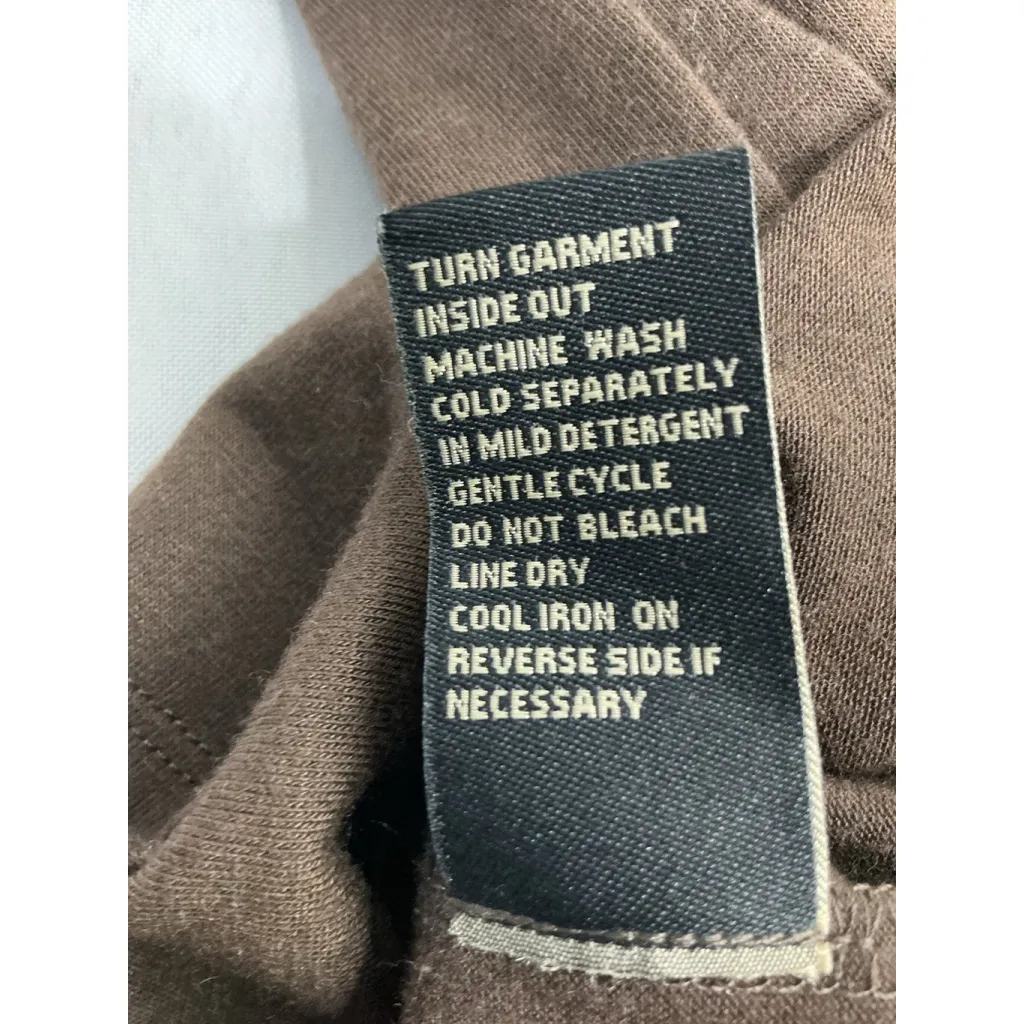 TURN GARMENT
INSIDE OUT
MACHINE WASH
COLD SEPARATELY
IN MILD DETERGENT
GENTLE CYCLE
DO NOT BLEACH
LINE DRY
COOL IRON ON
REVERSE SIDE IF
NECESSARY